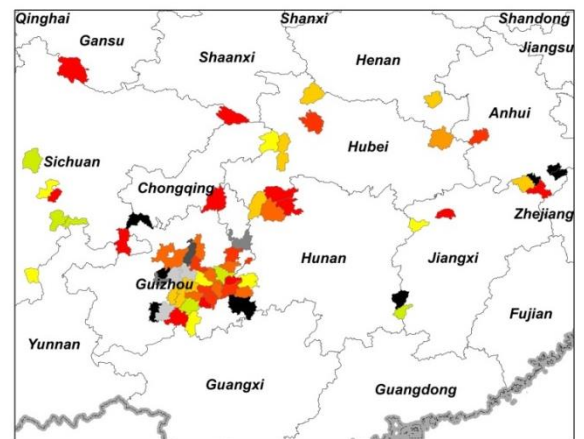 Qinghai
Shanxi
Shandong
Gansu
Jiangsu
Shaanxi
Henan
Anhui
Hubei
Sichuan
Chongqing
Zhejiang
Hunan
Jiangxi
Guizhou
Fujian
Yunnan
Guangxi
Guangdong